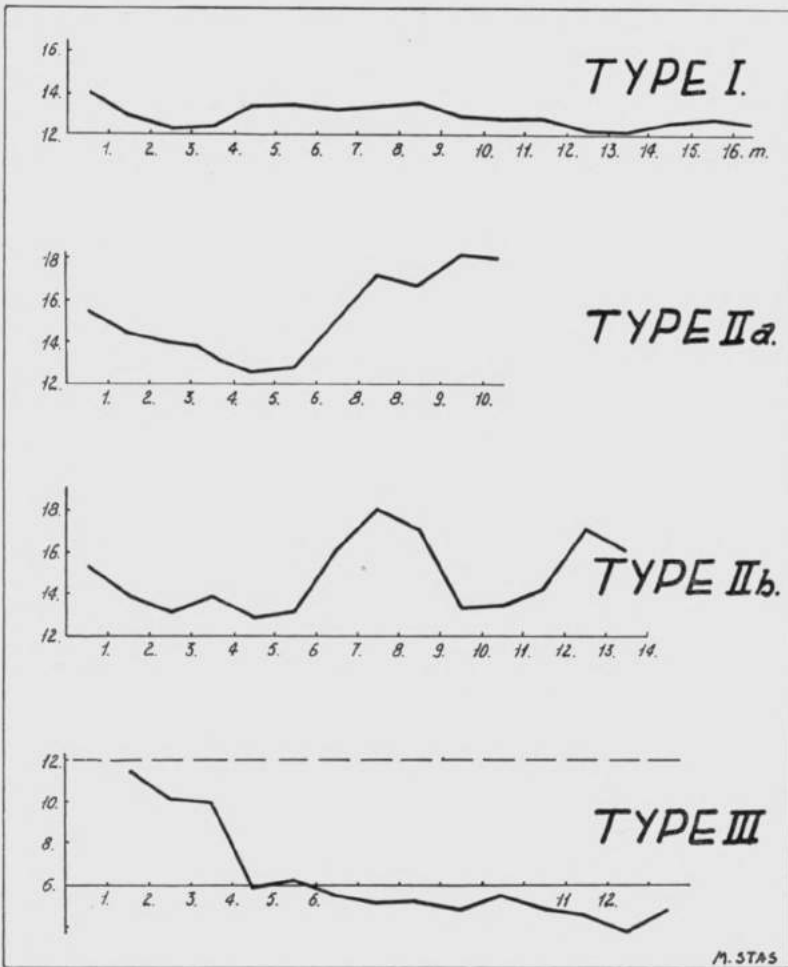 16.
TYPE I.
14.
12.
1. 2. 3. 4. 5. 6. 7. 8. 9. 10. 11. 12. 13. 14. 15. 16. m.
18
16.
TYPE IIa.
14.
12.
1. 2. 3. 4. 5. 6. 8. 8. 9. 10.
18.
16.
TYPE IIb.
14.
12.
1. 2. 3. 4. 5. 6. 7. 8. 9. 10. 11. 12. 13. 14.
12.
10.
TYPE III
8.
6.
1. 2. 3. 4. 5. 6. 11 12.
M. STAS